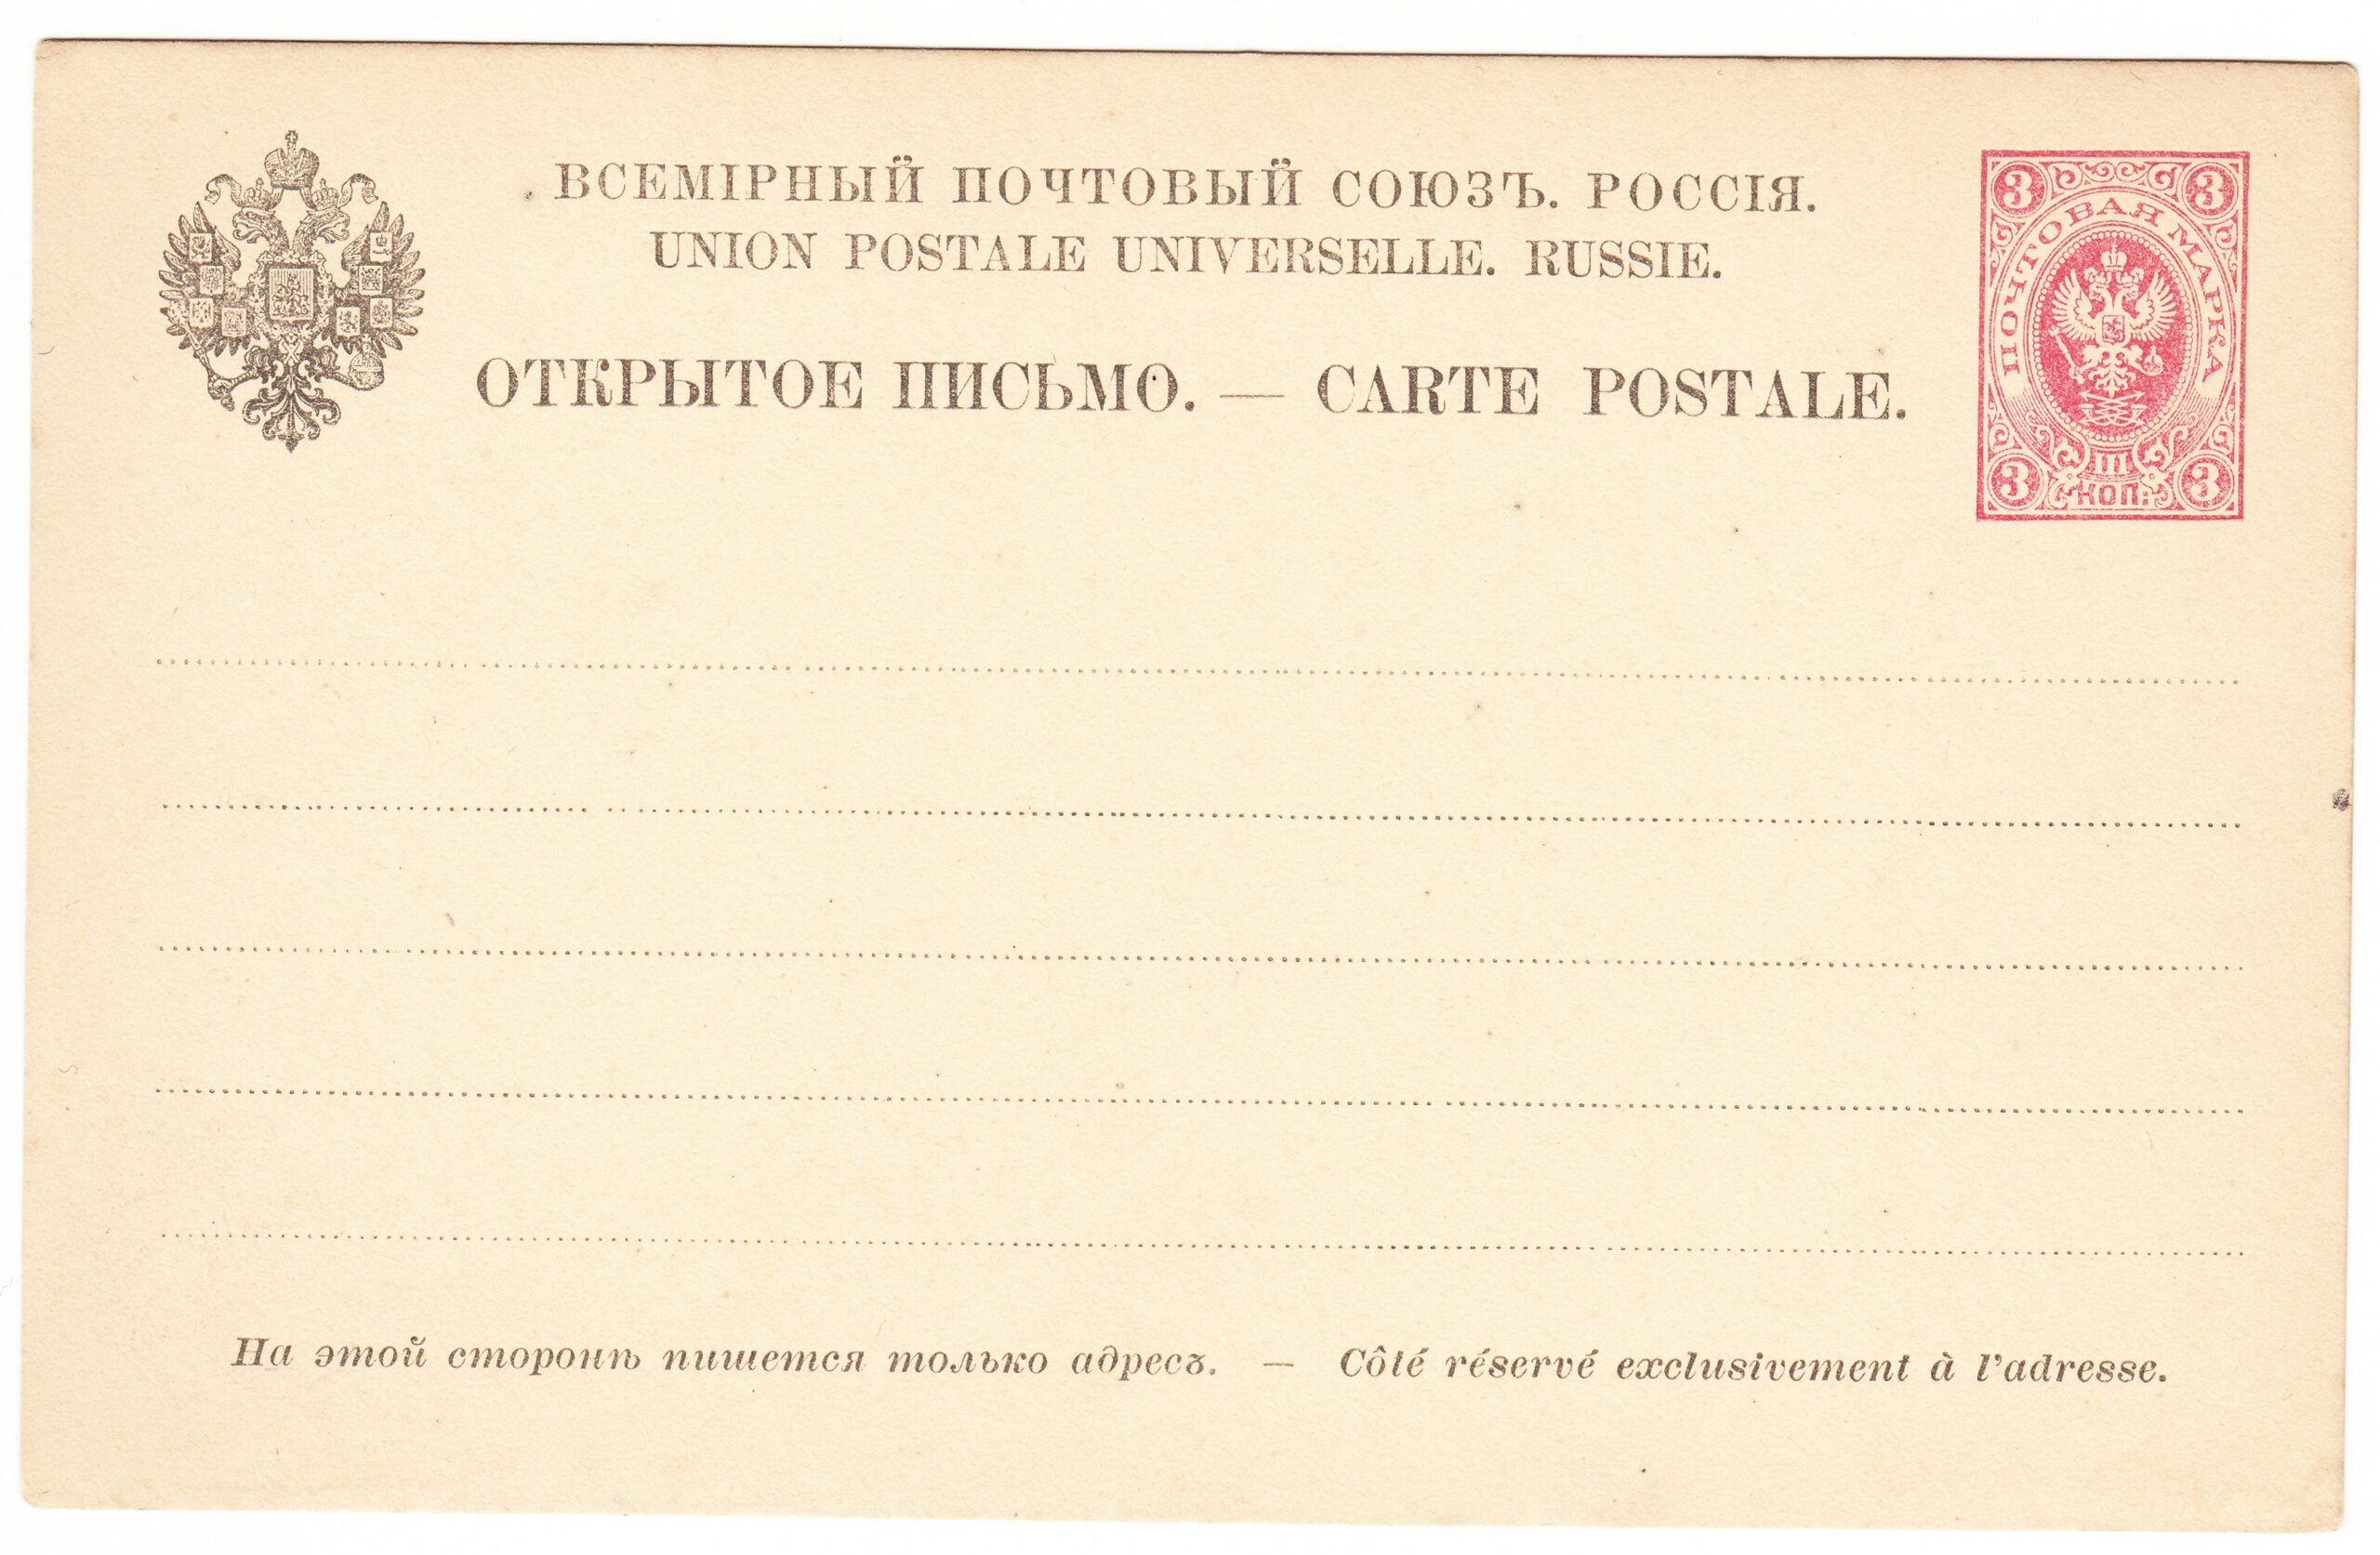 ВСЕМІРНЫЙ ПОЧТОВЫЙ СОЮЗЪ. РОССІЯ.
UNION POSTALE UNIVERSELLE. RUSSIE.
ОТКРЫТОЕ ПИСЬМО. — CARTE POSTALE.
3 3
ПОЧТОВАЯ МАРКА
III
3 КОП. 3
На этой сторонѣ пишется только адресъ. — Côté réservé exclusivement à l'adresse.